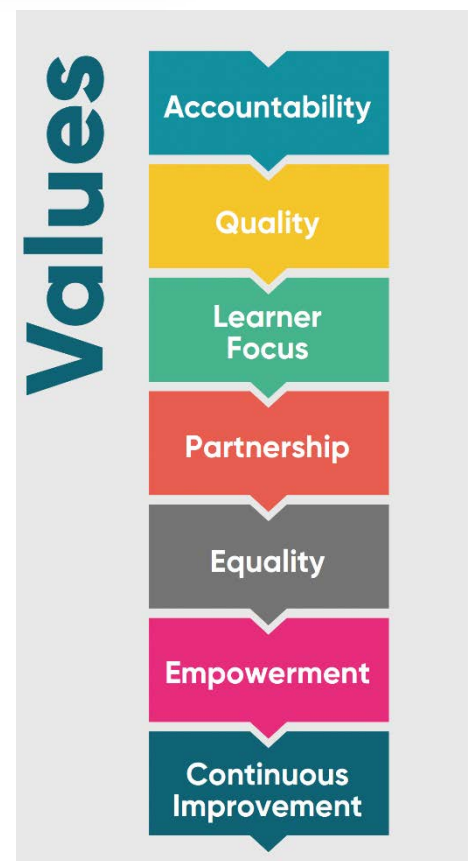 Values
Accountability
Quality
Learner
Focus
Partnership
Equality
Empowerment
Continuous
Improvement